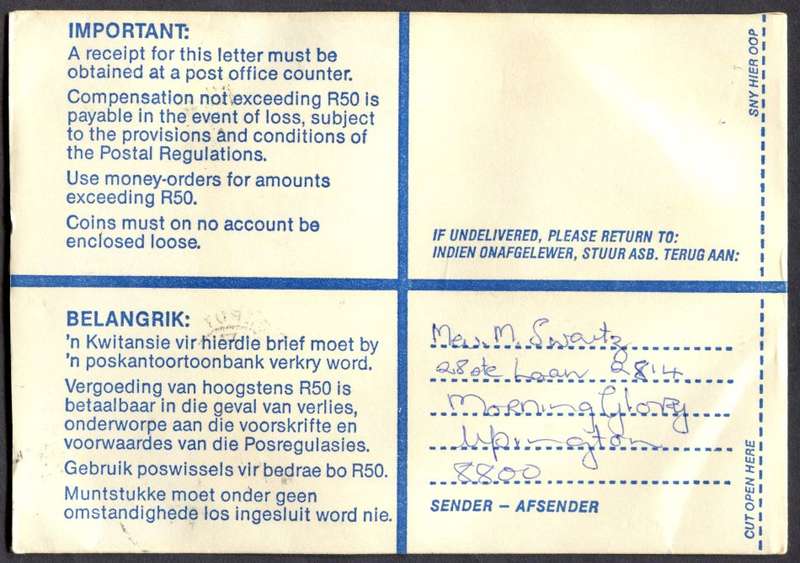 IMPORTANT:
A receipt for this letter must be
obtained at a post office counter.
Compensation not exceeding R50 is
payable in the event of loss, subject
to the provisions and conditions of
the Postal Regulations.
Use money-orders for amounts
exceeding R50.
Coins must on no account be
enclosed loose.
SNY HIER OOP
IF UNDELIVERED, PLEASE RETURN TO:
INDIEN ONAFGELEWER, STUUR ASB. TERUG AAN:
BELANGRIK:
'n Kwitansie vir hierdie brief moet by
'n poskantoortoonbank verkry word.
Vergoeding van hoogstens R50 is
betaalbaar in die geval van verlies,
onderworpe aan die voorskrifte en
voorwaardes van die Posregulasies.
Gebruik poswissels vir bedrae bo R50.
Muntstukke moet onder geen
omstandighede los ingesluit word nie.
Mev. M. Swartz
28ste Laan 2814
Morning Glory
Upington
8800
SENDER – AFSENDER
CUT OPEN HERE